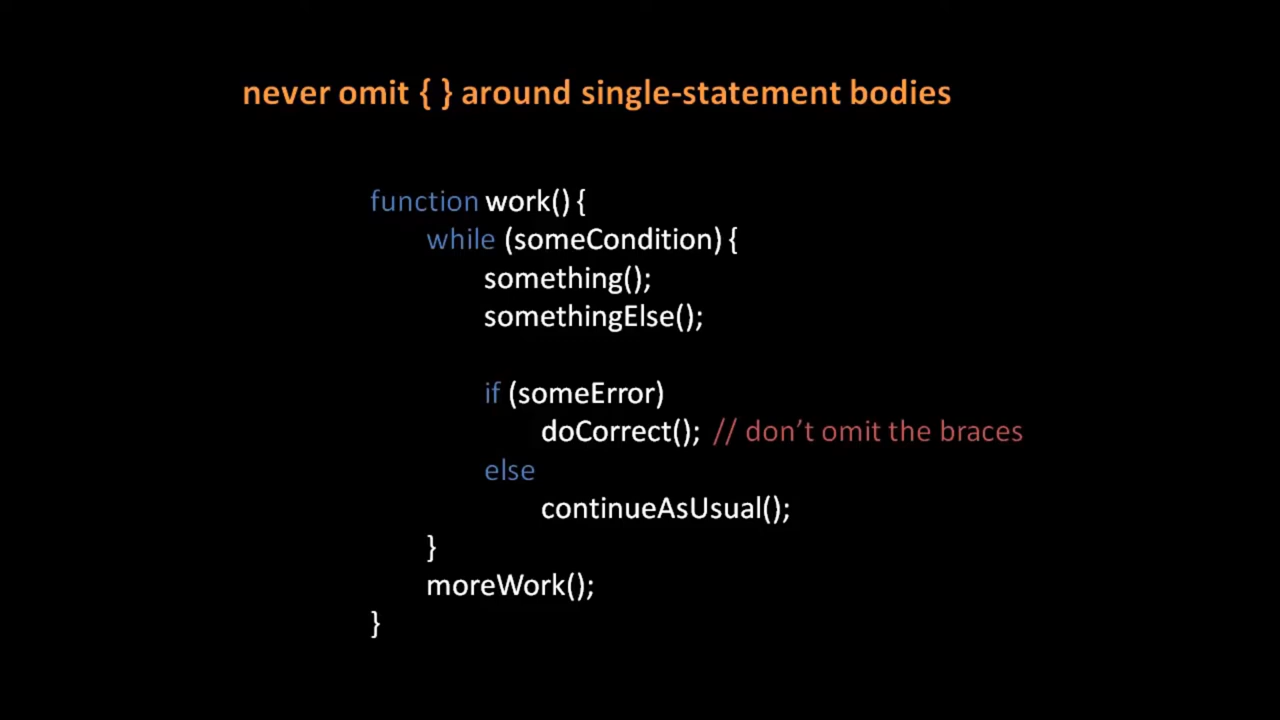 never omit { } around single-statement bodies
function work() {
while (someCondition) {
something();
somethingElse();
if (someError)
doCorrect(); // don’t omit the braces
else
continueAsUsual();
}
moreWork();
}